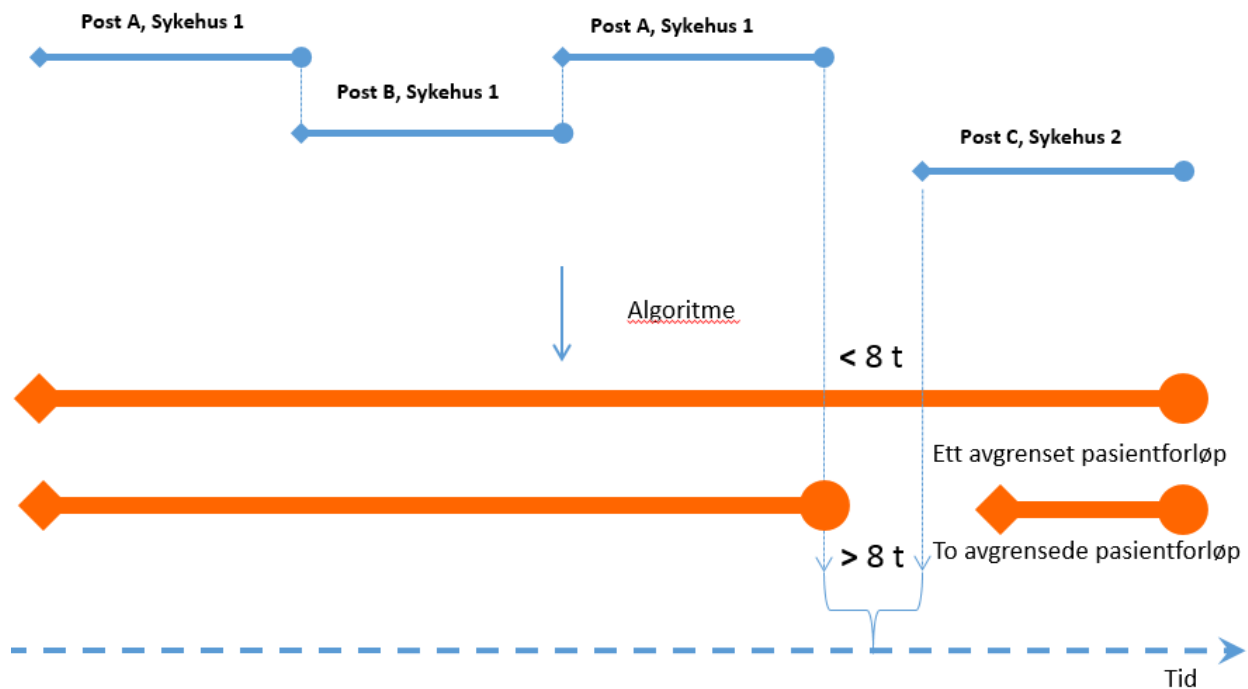 Post A, Sykehus 1
Post A, Sykehus 1
Post B, Sykehus 1
Post C, Sykehus 2
Algoritme
< 8 t
Ett avgrenset pasientforløp
> 8 t
To avgrensede pasientforløp
Tid